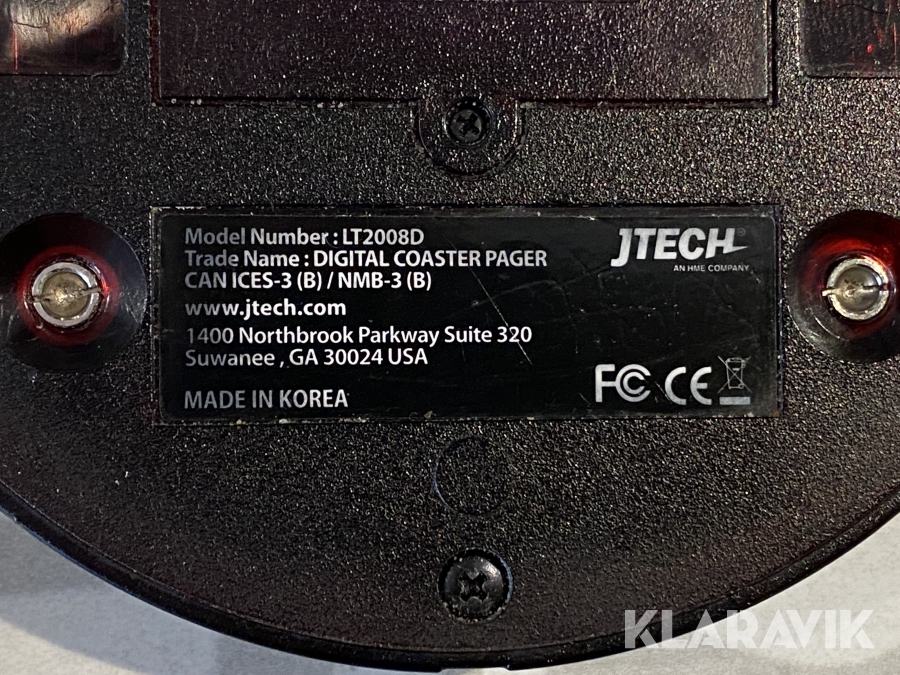 Model Number : LT2008D
Trade Name : DIGITAL COASTER PAGER
CAN ICES-3 (B) / NMB-3 (B)
www.jtech.com
1400 Northbrook Parkway Suite 320
Suwanee , GA 30024 USA
MADE IN KOREA
JTECH®
AN HME COMPANY
FC CE
KLARAVIK